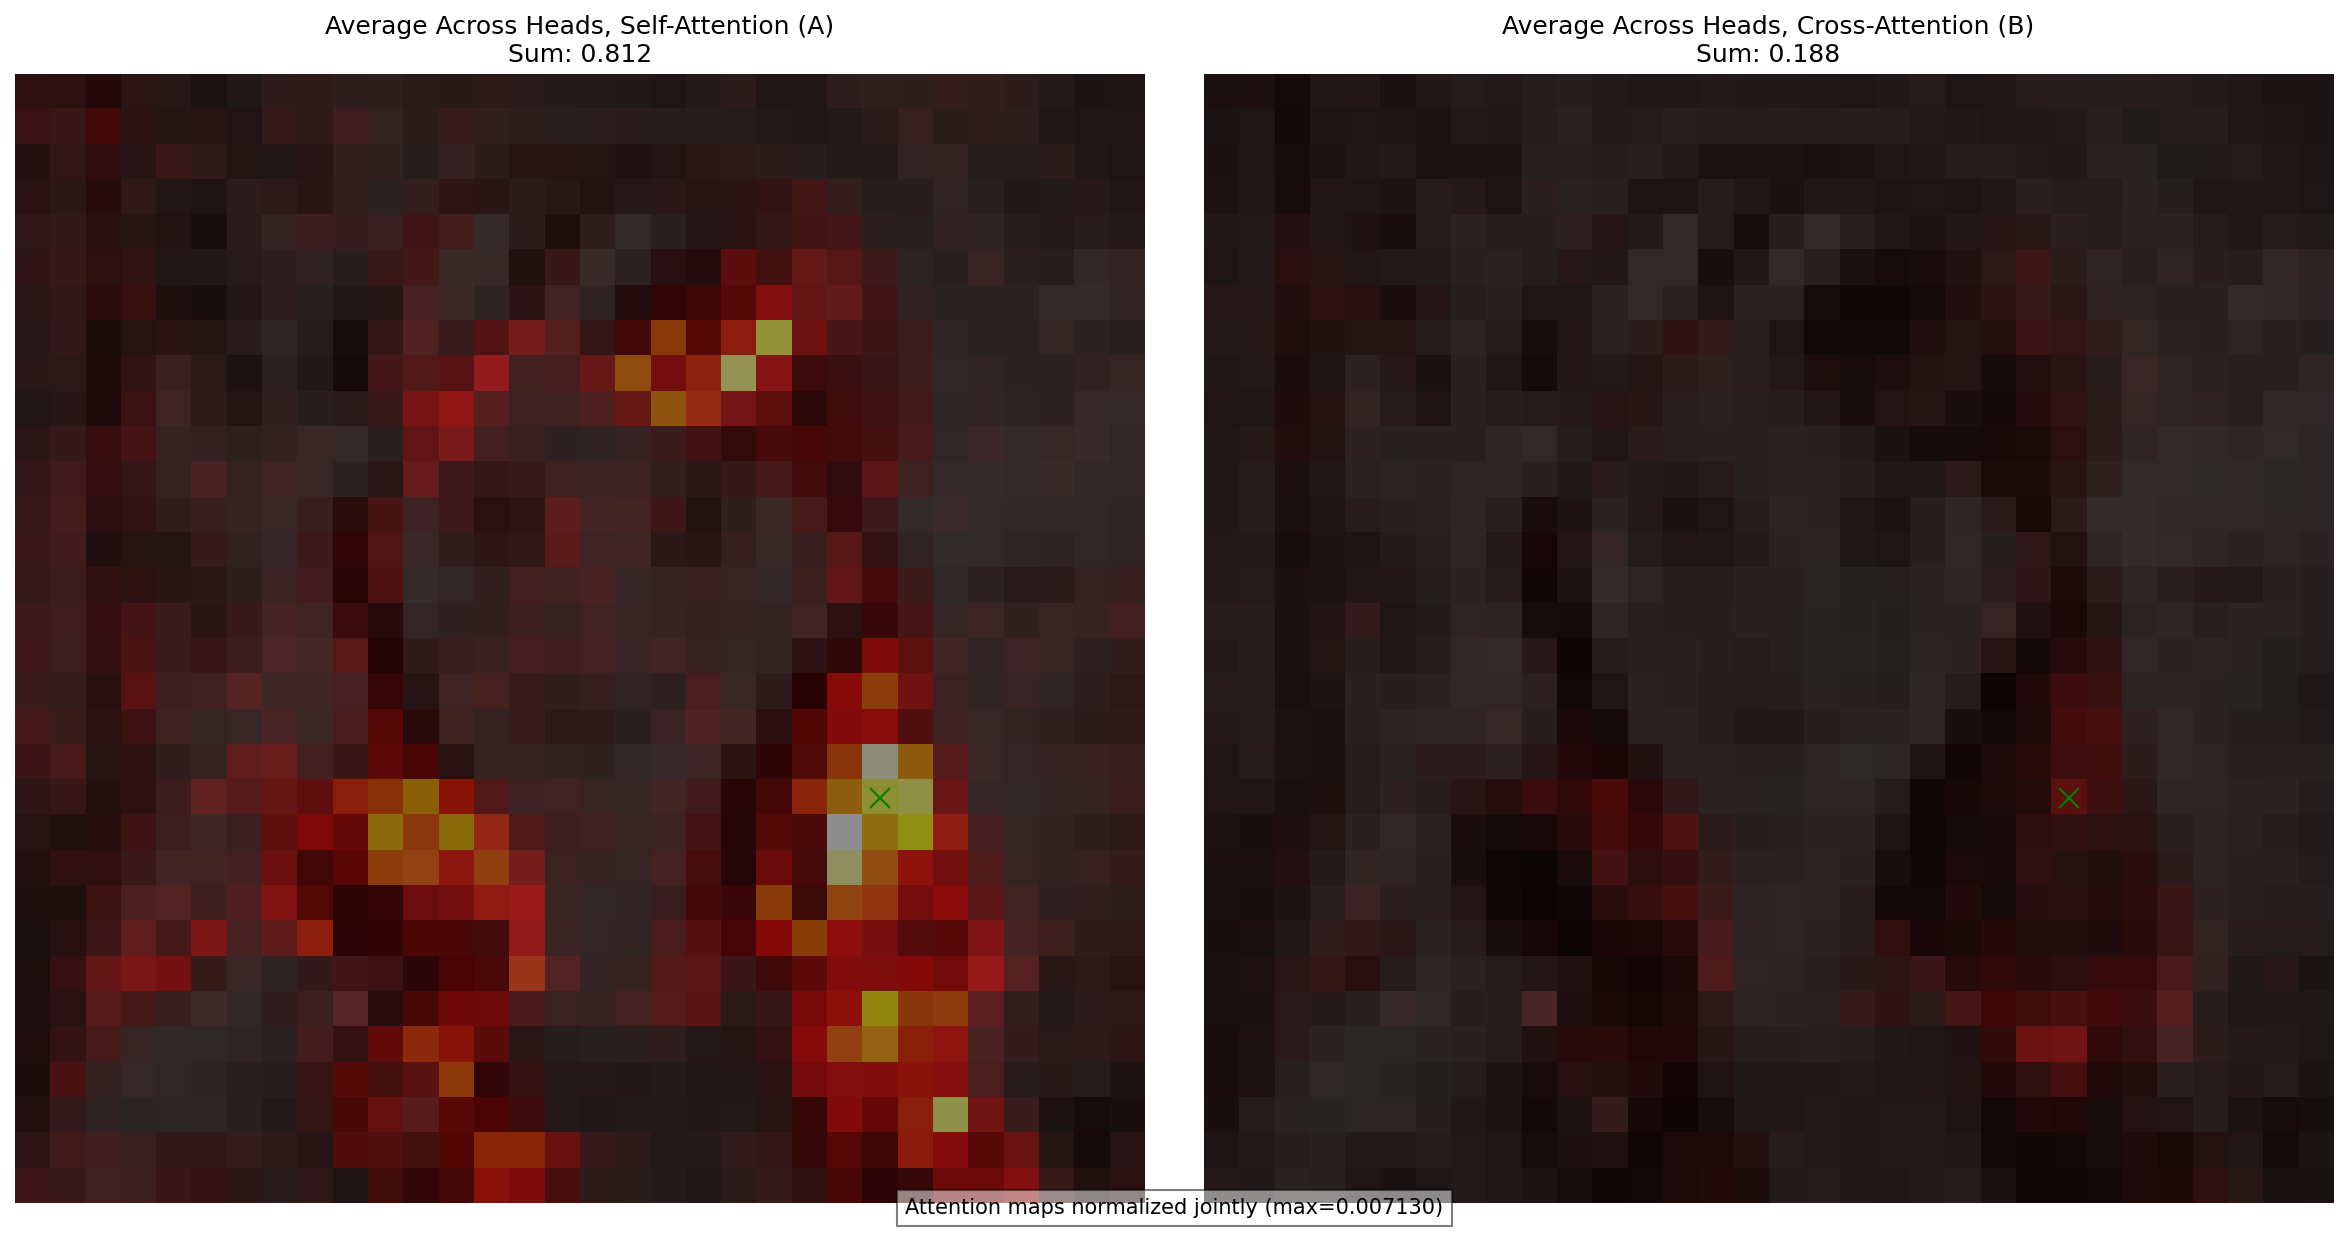 Average Across Heads, Self-Attention (A)
Sum: 0.812
Average Across Heads, Cross-Attention (B)
Sum: 0.188
Attention maps normalized jointly (max=0.007130)